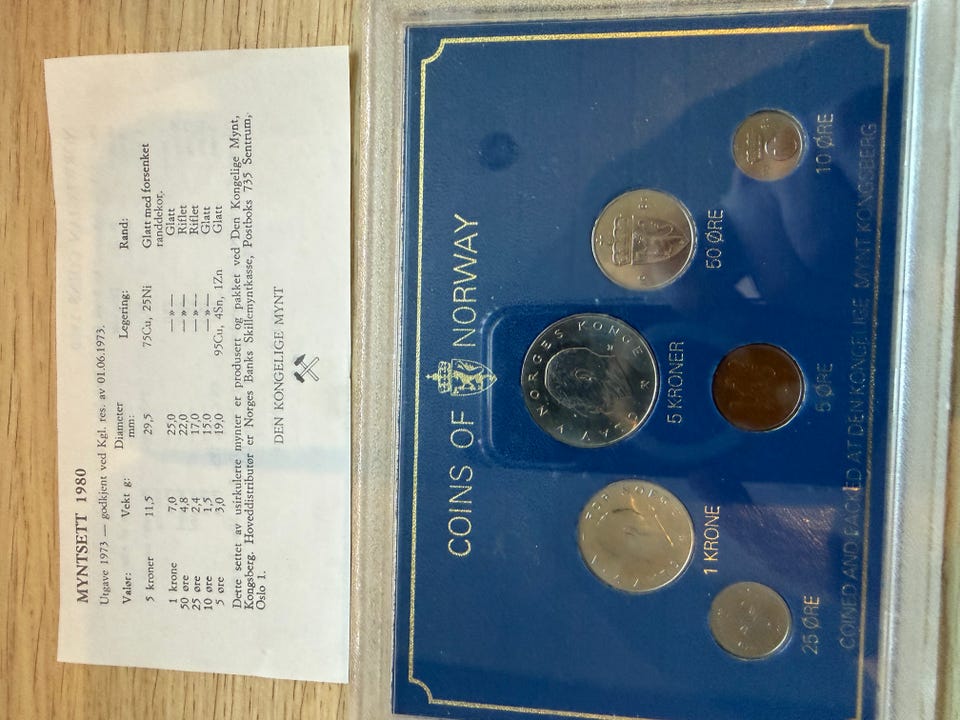 MYNTSETT 1980
Utgave 1973 — godkjent ved Kgl. res. av 01.06.1973.
Valør: Vekt g: Diameter mm: Legering: Rand:
5 kroner 11,5 29,5 75Cu, 25Ni Glatt med forsenket randdekor.
1 krone 7,0 25,0 —»— Glatt
50 øre 4,8 22,0 —»— Riflet
25 øre 2,4 17,0 —»— Riflet
10 øre 1,5 15,0 —»— Glatt
5 øre 3,0 19,0 95Cu, 4Sn, 1Zn Glatt
Dette settet av usirkulerte mynter er produsert og pakket ved Den Kongelige Mynt,
Kongsberg. Hoveddistributør er Norges Banks Skillemyntkasse, Postboks 735 Sentrum,
Oslo 1.
DEN KONGELIGE MYNT
COINS OF NORWAY
OLAV V NORGES KONGE
25 ØRE
1 KRONE
5 KRONER
50 ØRE
10 ØRE
5 ØRE
COINED AND PACKED AT DEN KONGELIGE MYNT KONGSBERG